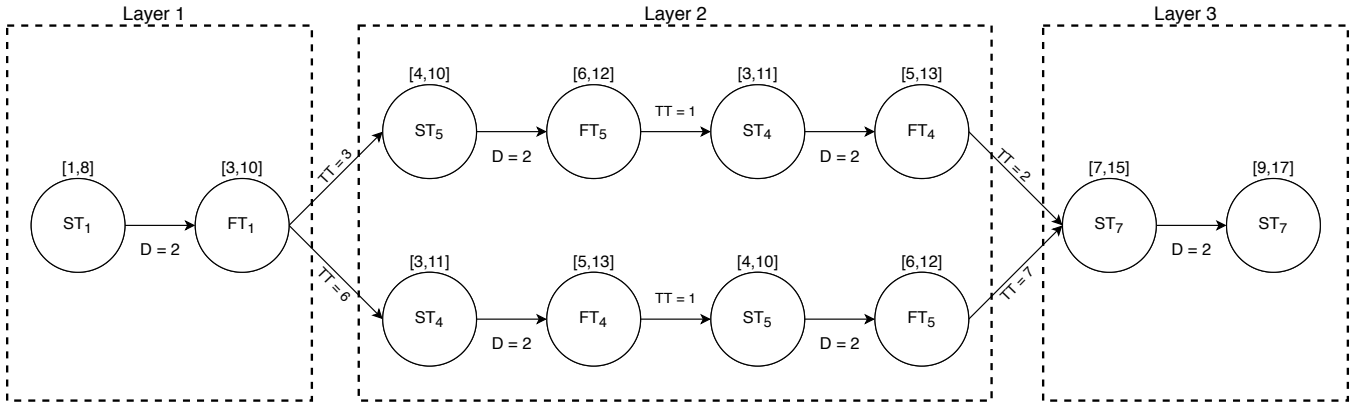 Layer 1
Layer 2
Layer 3
[4,10]
[6,12]
[3,11]
[5,13]
ST5
D = 2
FT5
TT = 1
ST4
D = 2
FT4
[1,8]
[3,10]
TT = 3
TT = 2
[7,15]
[9,17]
ST1
D = 2
FT1
ST7
D = 2
ST7
TT = 6
TT = 7
[3,11]
[5,13]
[4,10]
[6,12]
ST4
D = 2
FT4
TT = 1
ST5
D = 2
FT5